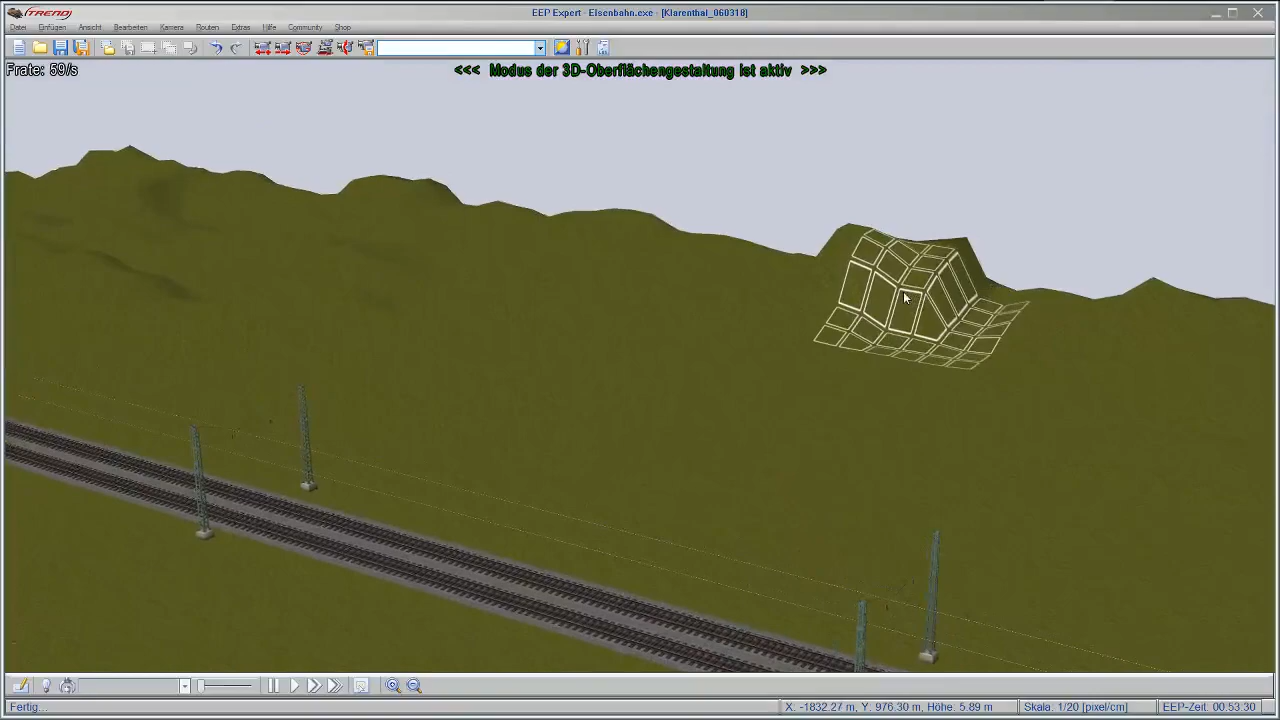 TREND
EEP Expert - Eisenbahn.exe - [Klarenthal_060318]
Datei Einfügen Ansicht Bearbeiten Kamera Routen Extras Hilfe Community Shop
Frate: 59/s
<<< Modus der 3D-Oberflächengestaltung ist aktiv >>>
Fertig... X: -1832.27 m, Y: 976.30 m, Höhe: 5.89 m Skala: 1/20 [pixel/cm] EEP-Zeit. 00.53.30